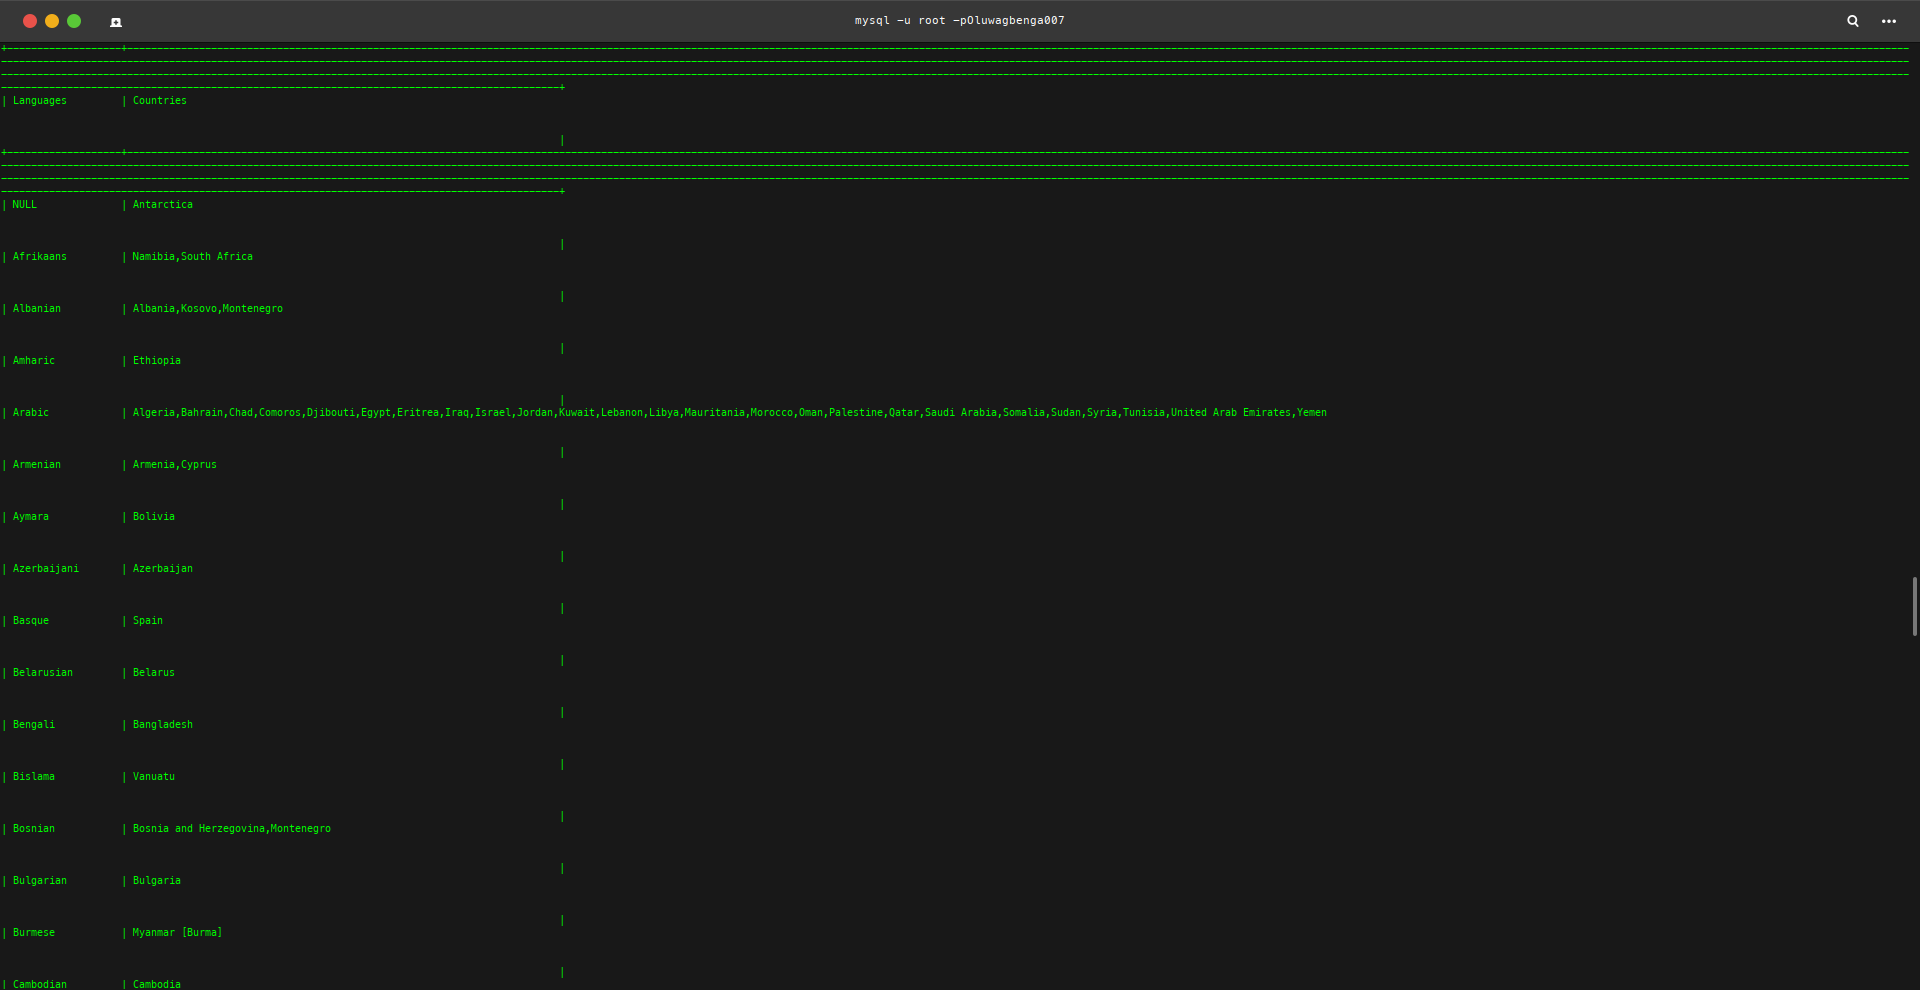 mysql -u root -pOluwagbenga007
| Languages | Countries |
| NULL | Antarctica |
| Afrikaans | Namibia,South Africa |
| Albanian | Albania,Kosovo,Montenegro |
| Amharic | Ethiopia |
| Arabic | Algeria,Bahrain,Chad,Comoros,Djibouti,Egypt,Eritrea,Iraq,Israel,Jordan,Kuwait,Lebanon,Libya,Mauritania,Morocco,Oman,Palestine,Qatar,Saudi Arabia,Somalia,Sudan,Syria,Tunisia,United Arab Emirates,Yemen |
| Armenian | Armenia,Cyprus |
| Aymara | Bolivia |
| Azerbaijani | Azerbaijan |
| Basque | Spain |
| Belarusian | Belarus |
| Bengali | Bangladesh |
| Bislama | Vanuatu |
| Bosnian | Bosnia and Herzegovina,Montenegro |
| Bulgarian | Bulgaria |
| Burmese | Myanmar [Burma] |
| Cambodian | Cambodia